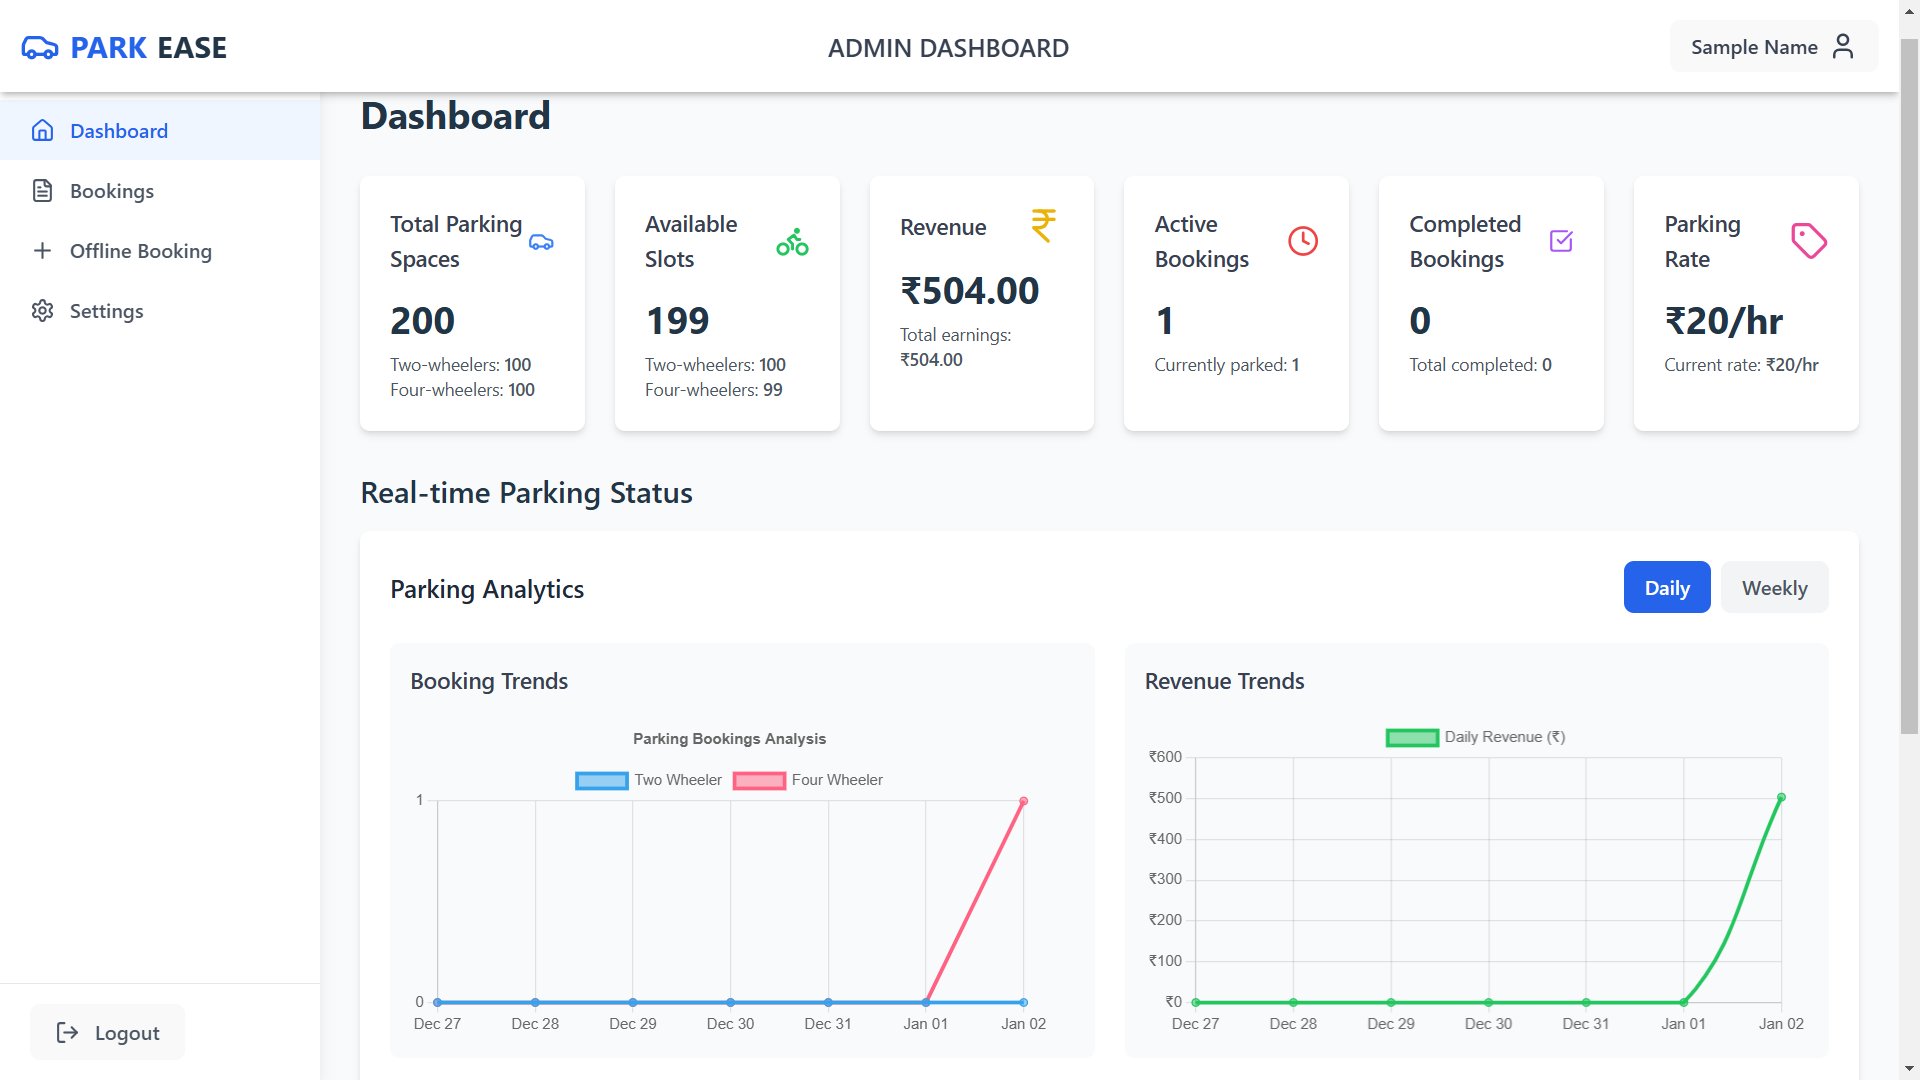 PARK EASE
ADMIN DASHBOARD
Sample Name
Dashboard
Bookings
Offline Booking
Settings
Logout
Dashboard
Total Parking
Spaces
200
Two-wheelers: 100
Four-wheelers: 100
Available
Slots
199
Two-wheelers: 100
Four-wheelers: 99
Revenue
₹
₹504.00
Total earnings:
₹504.00
Active
Bookings
1
Currently parked: 1
Completed
Bookings
0
Total completed: 0
Parking
Rate
₹20/hr
Current rate: ₹20/hr
Real-time Parking Status
Parking Analytics
Daily
Weekly
Booking Trends
Parking Bookings Analysis
Two Wheeler
Four Wheeler
1
0
Dec 27
Dec 28
Dec 29
Dec 30
Dec 31
Jan 01
Jan 02
Revenue Trends
Daily Revenue (₹)
₹600
₹500
₹400
₹300
₹200
₹100
₹0
Dec 27
Dec 28
Dec 29
Dec 30
Dec 31
Jan 01
Jan 02